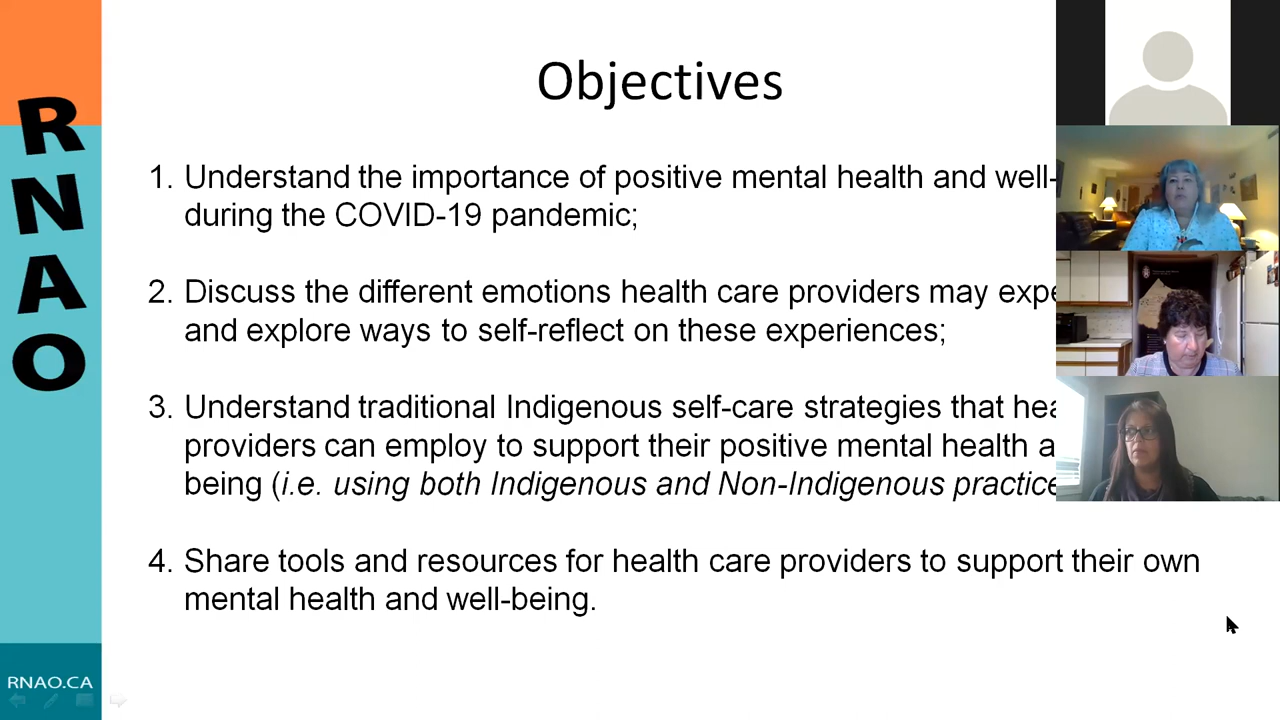 Objectives
1. Understand the importance of positive mental health and well-
during the COVID-19 pandemic;
2. Discuss the different emotions health care providers may
and explore ways to self-reflect on these experiences;
3. Understand traditional Indigenous self-care strategies that
providers can employ to support their positive mental health
being (i.e. using both Indigenous and Non-Indigenous practice
4. Share tools and resources for health care providers to support their own
mental health and well-being.
RNAO
RNAO.CA